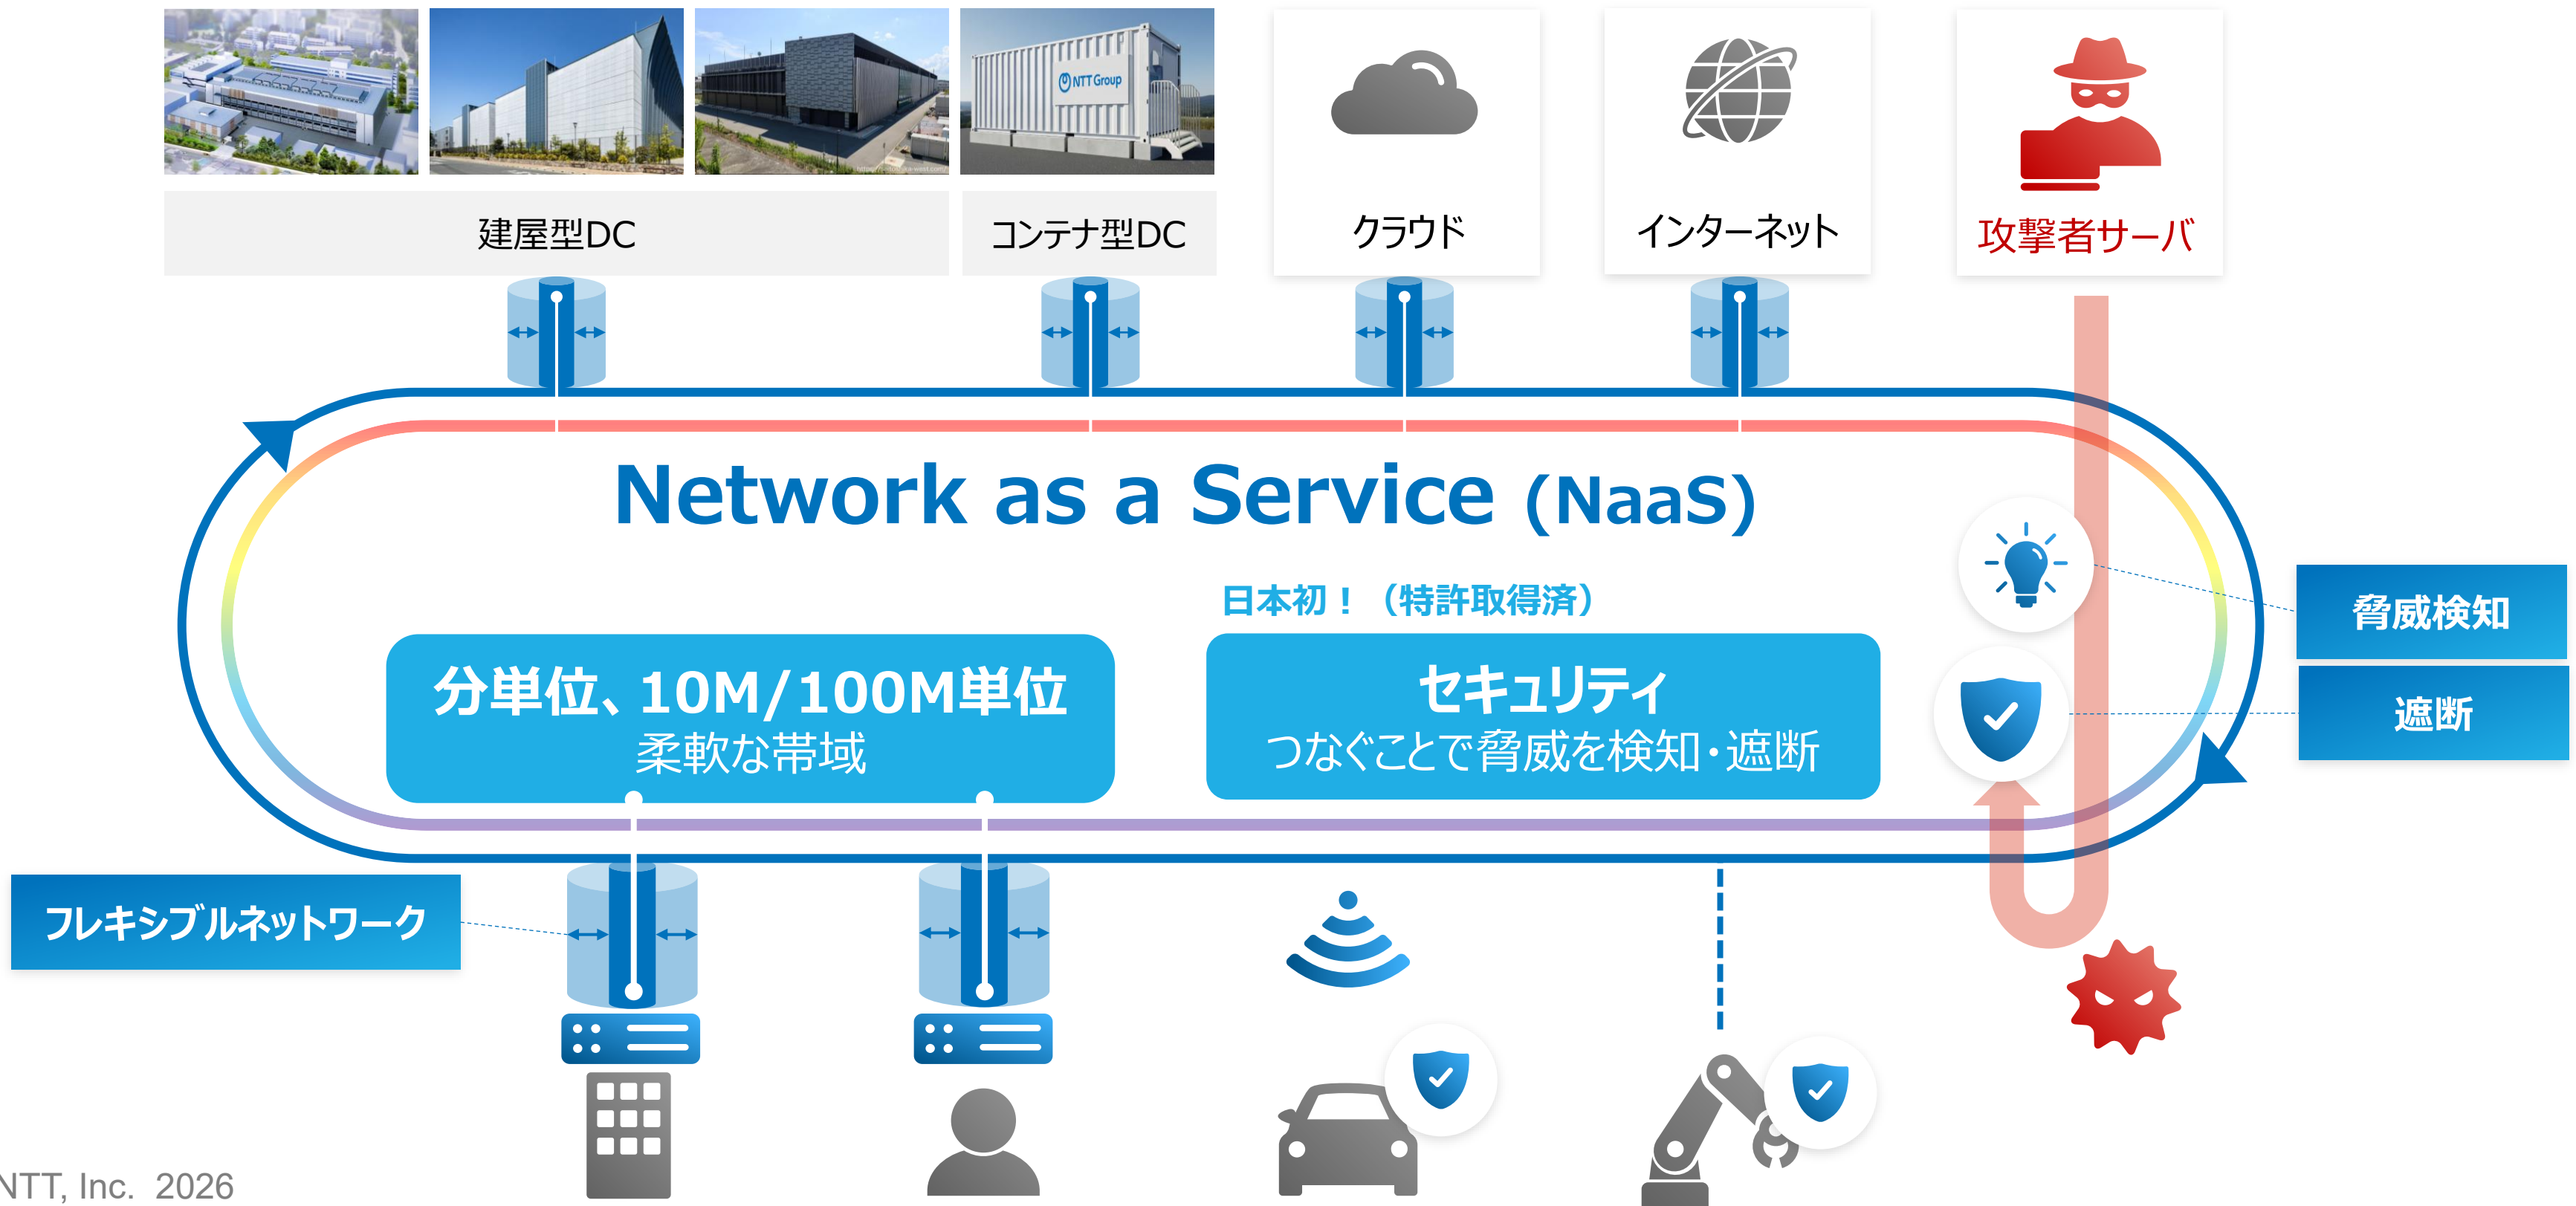 NTT Group
建屋型DC
コンテナ型DC
クラウド
インターネット
攻撃者サーバ
Network as a Service (NaaS)
日本初！（特許取得済）
分単位、10M/100M単位
柔軟な帯域
セキュリティ
つなぐことで脅威を検知・遮断
脅威検知
遮断
フレキシブルネットワーク
NTT, Inc. 2026